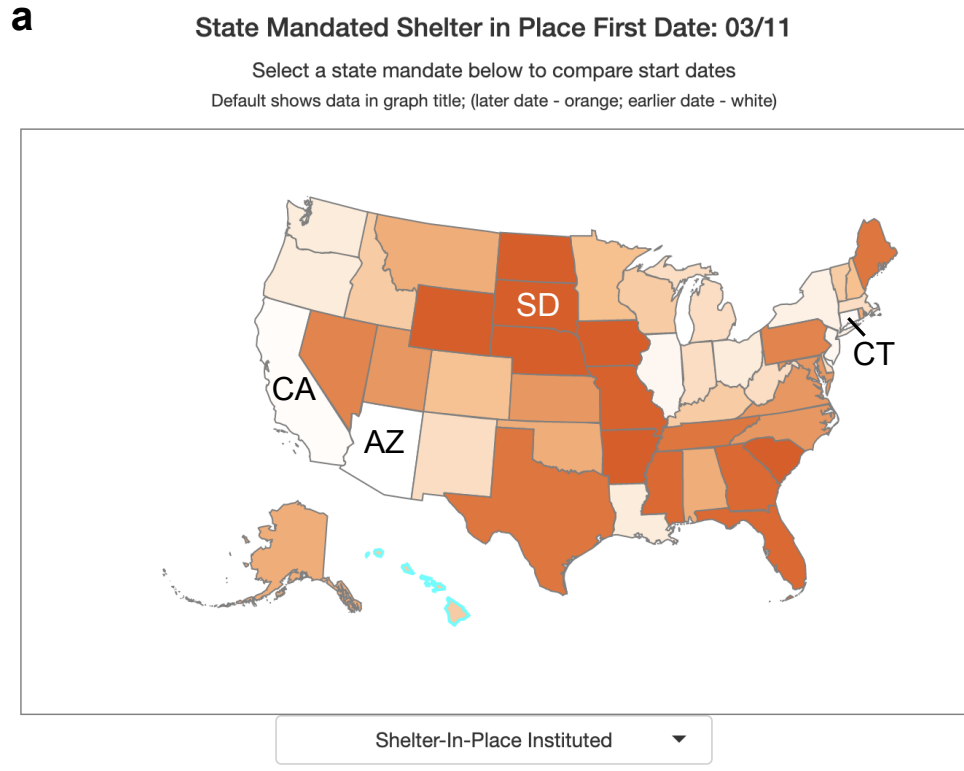 a
State Mandated Shelter in Place First Date: 03/11
Select a state mandate below to compare start dates
Default shows data in graph title; (later date - orange; earlier date - white)
SD
CT
CA
AZ
Shelter-In-Place Instituted